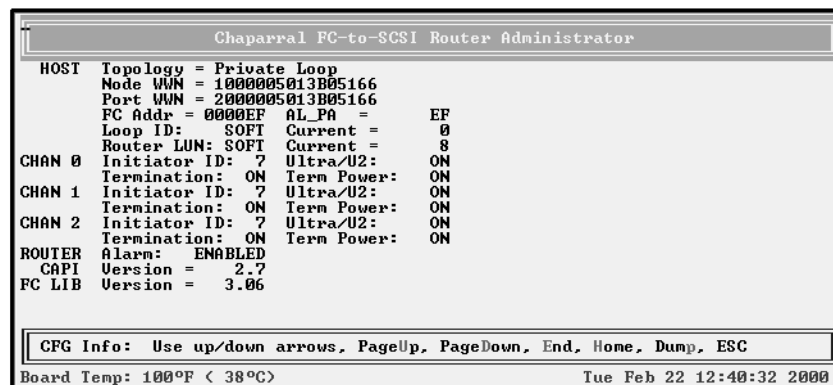 Chaparral FC-to-SCSI Router Administrator
HOST Topology = Private Loop
Node WWN = 1000005013B05166
Port WWN = 2000005013B05166
FC Addr = 0000EF AL_PA = EF
Loop ID: SOFT Current = 0
Router LUN: SOFT Current = 8
CHAN 0 Initiator ID: 7 Ultra/U2: ON
Termination: ON Term Power: ON
CHAN 1 Initiator ID: 7 Ultra/U2: ON
Termination: ON Term Power: ON
CHAN 2 Initiator ID: 7 Ultra/U2: ON
Termination: ON Term Power: ON
ROUTER Alarm: ENABLED
CAPI Version = 2.7
FC LIB Version = 3.06
CFG Info: Use up/down arrows, PageUp, PageDown, End, Home, Dump, ESC
Board Temp: 100ºF ( 38ºC) Tue Feb 22 12:40:32 2000